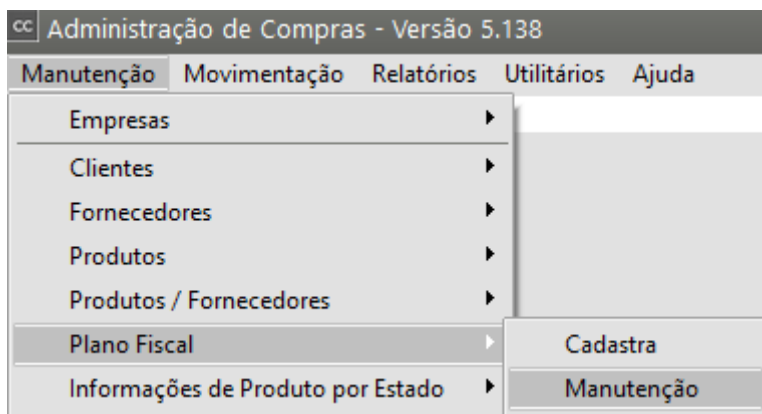 cc Administração de Compras - Versão 5.138
Manutenção Movimentação Relatórios Utilitários Ajuda
Empresas
Clientes
Fornecedores
Produtos
Produtos / Fornecedores
Plano Fiscal
Cadastra
Informações de Produto por Estado
Manutenção